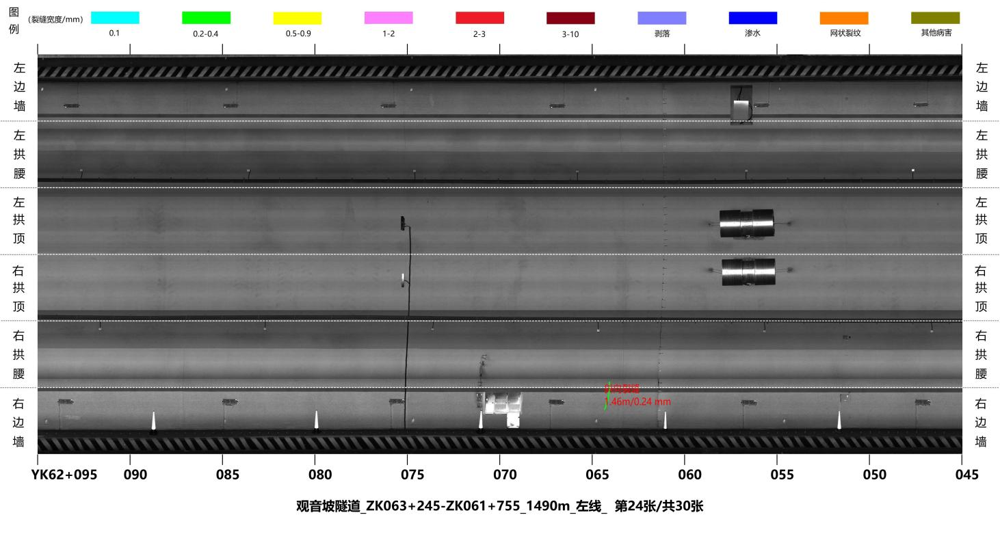 图例
(裂缝宽度/mm)
0.1
0.2-0.4
0.5-0.9
1-2
2-3
3-10
剥落
渗水
网状裂纹
其他病害
左边墙
左边墙
左拱腰
左拱腰
左拱顶
左拱顶
右拱顶
右拱顶
右拱腰
右拱腰
右边墙
右边墙
斜向裂缝
1.46m/0.24 mm
YK62+095
090
085
080
075
070
065
060
055
050
045
观音坡隧道_ZK063+245-ZK061+755_1490m_左线_ 第24张/共30张